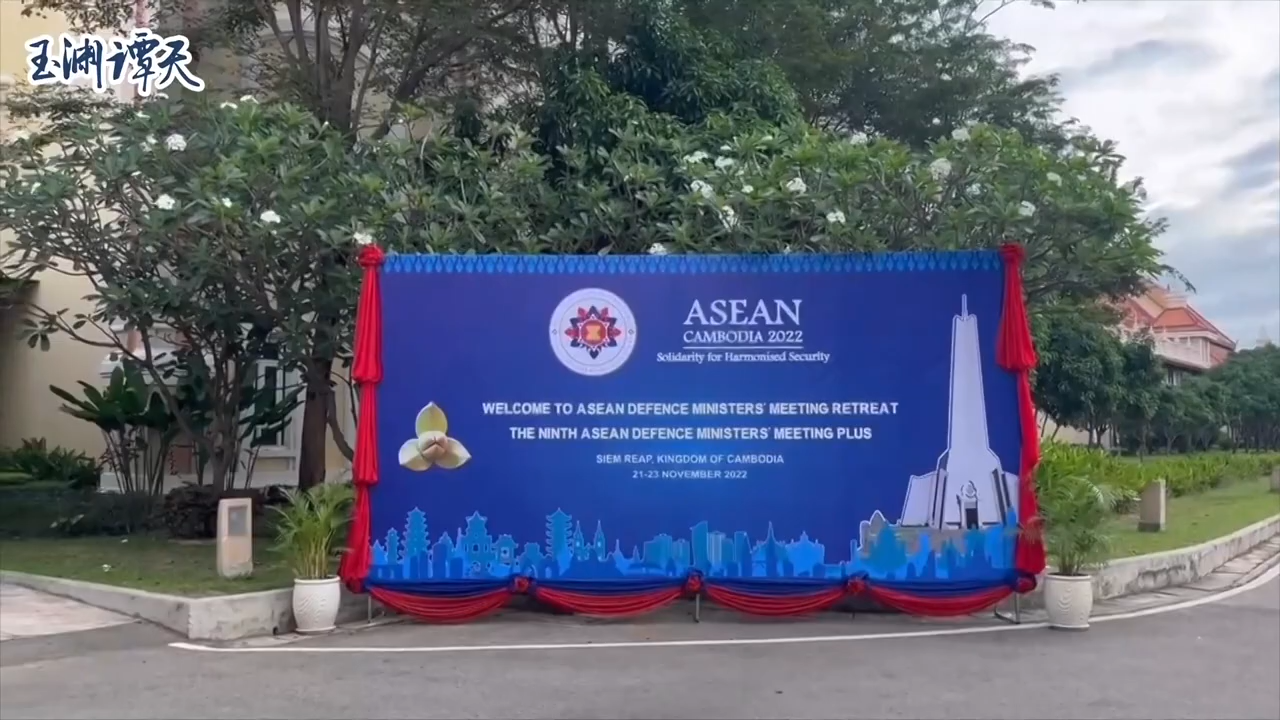 玉渊谭天
ASEAN
CAMBODIA 2022
Solidarity for Harmonised Security
WELCOME TO ASEAN DEFENCE MINISTERS' MEETING RETREAT
THE NINTH ASEAN DEFENCE MINISTERS' MEETING PLUS
SIEM REAP, KINGDOM OF CAMBODIA
21-23 NOVEMBER 2022